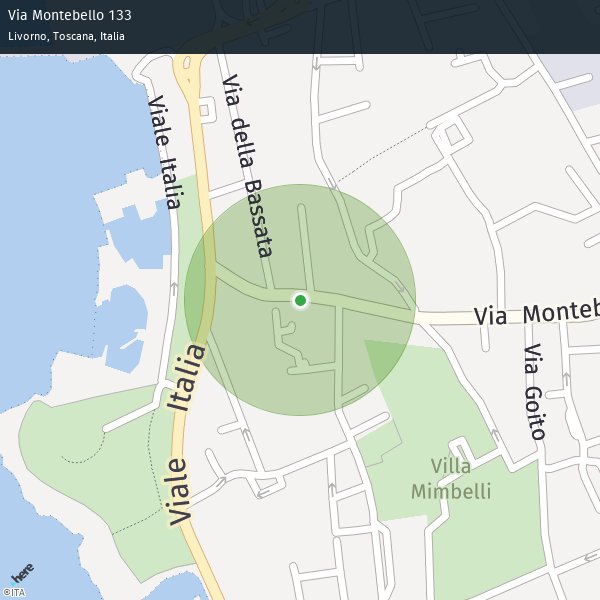 Via Montebello 133
Livorno, Toscana, Italia
Viale Italia
Via della Bassata
Via Monteb
Viale Italia
Via Goito
Villa
Mimbelli
here
©ITA